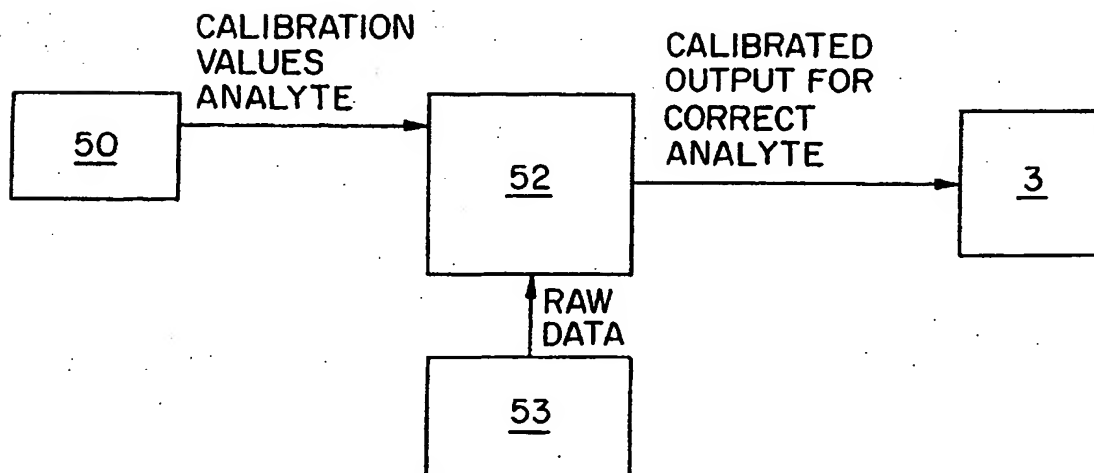 CALIBRATION
VALUES
ANALYTE
50
52
CALIBRATED
OUTPUT FOR
CORRECT
ANALYTE
3
RAW
DATA
53